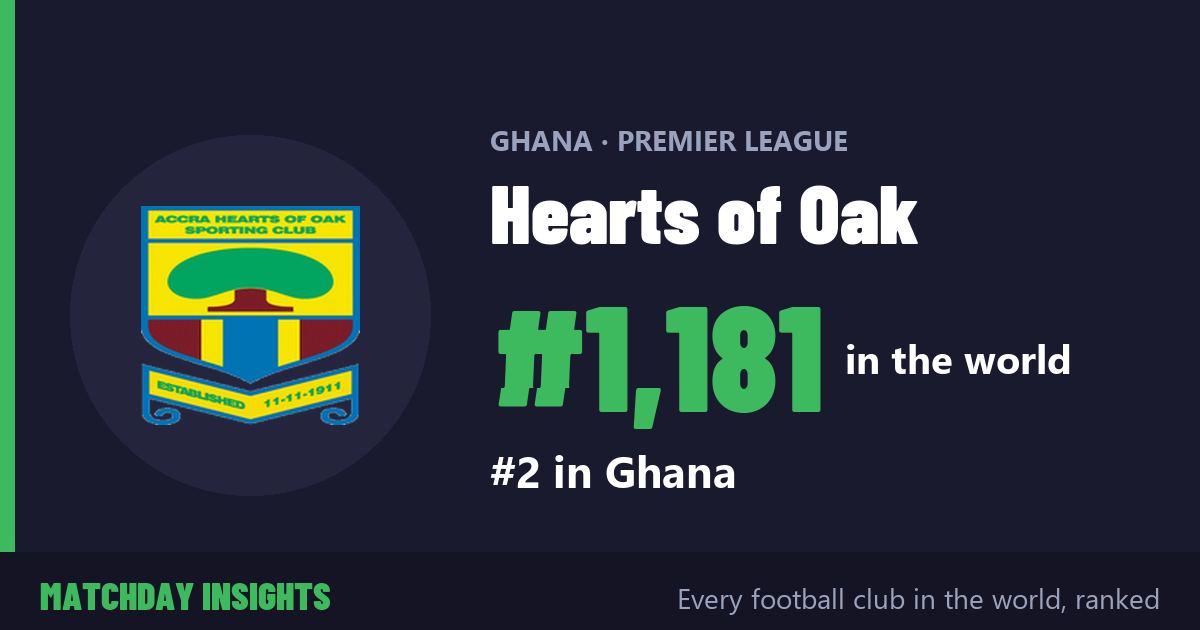 ACCRA HEARTS OF OAK
SPORTING CLUB
ESTABLISHED 11-11-1911
GHANA · PREMIER LEAGUE
Hearts of Oak
#1,181 in the world
#2 in Ghana
MATCHDAY INSIGHTS
Every football club in the world, ranked